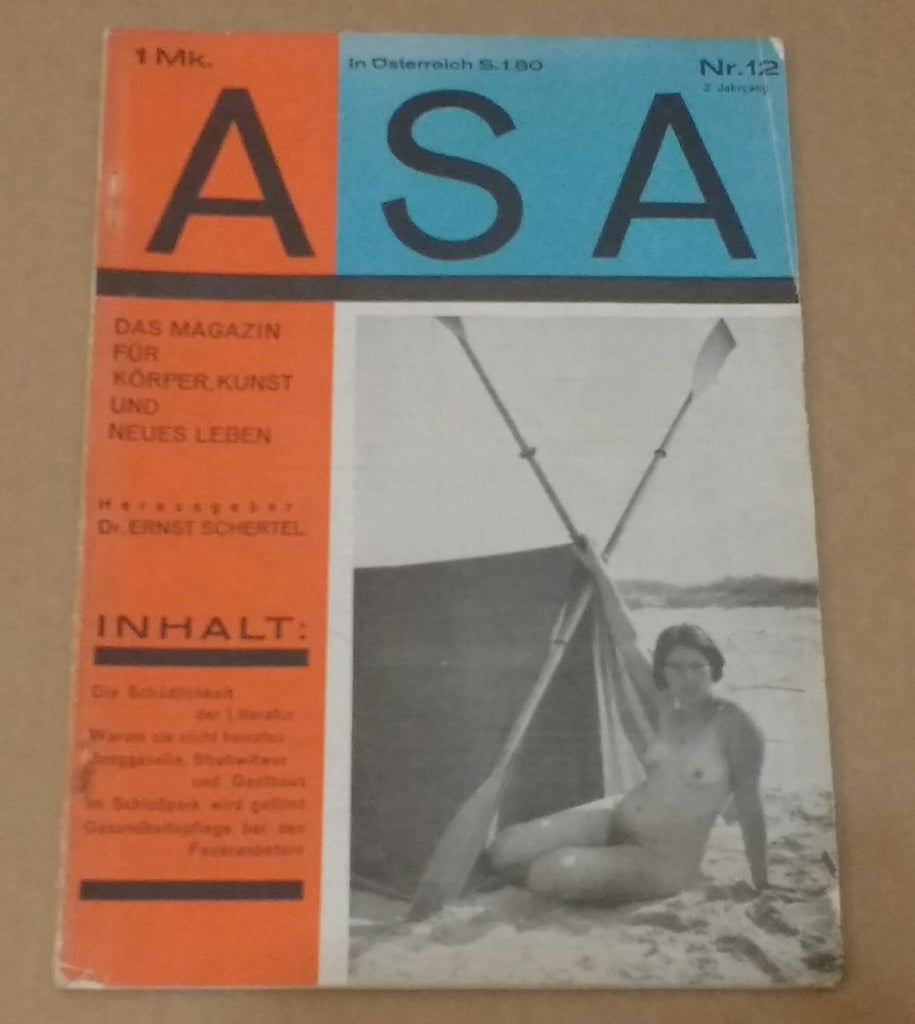 1 Mk.
In Österreich S.1.80
Nr.12
2. Jahrgang
ASA
DAS MAGAZIN
FÜR
KÖRPER, KUNST
UND
NEUES LEBEN
Herausgeber
Dr. ERNST SCHERTEL
INHALT:
Die Schädlichkeit
der Literatur
Warum sie nicht heiraten
Junggeselle, Strohwitwer
und Gasthaus
Im Schloßpark wird gefilmt
Gesundheitspflege bei den
Feueranbetern